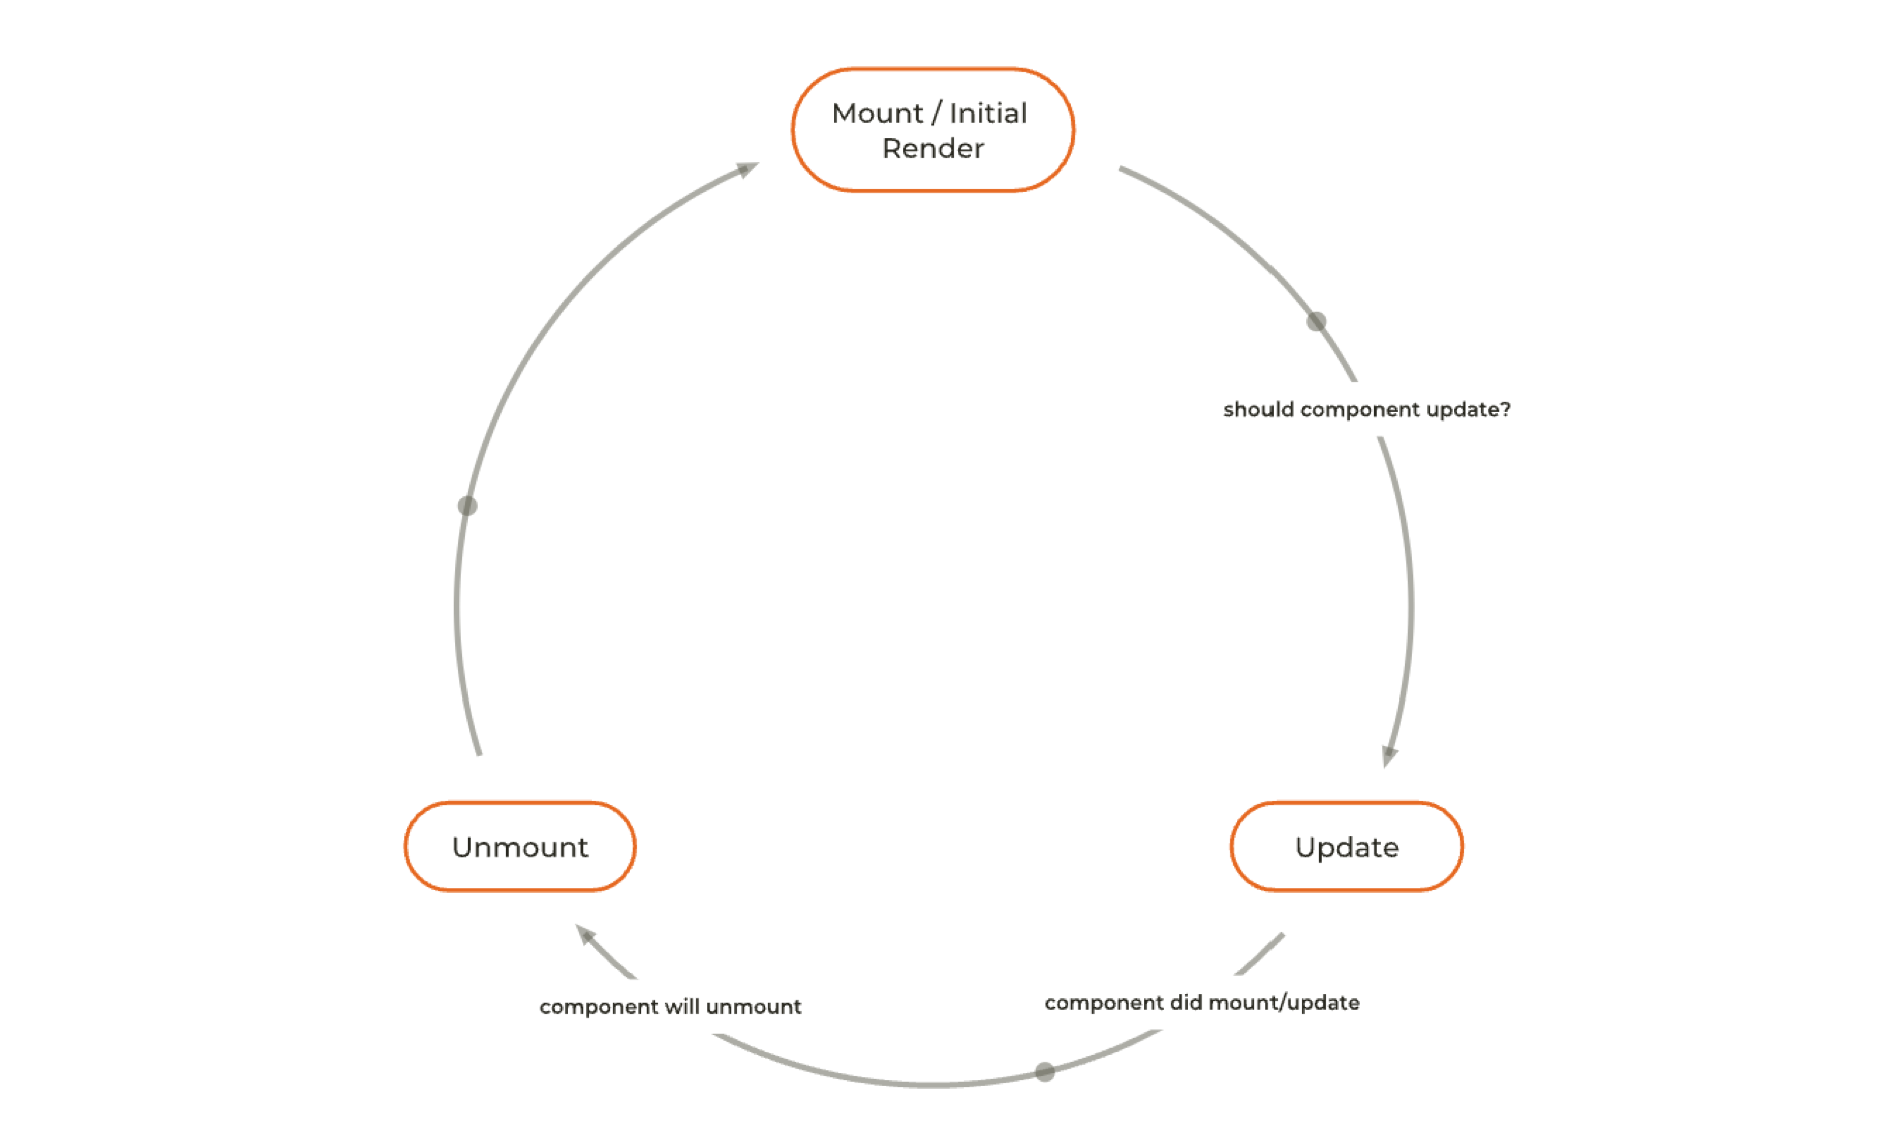 Mount / Initial
Render
should component update?
Unmount
Update
component will unmount
component did mount/update